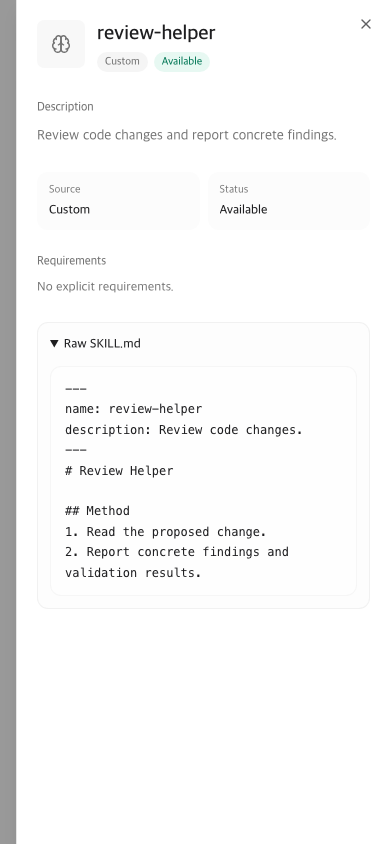 review-helper
Custom
Available
Description
Review code changes and report concrete findings.
Source
Custom
Status
Available
Requirements
No explicit requirements.
▼ Raw SKILL.md
---
name: review-helper
description: Review code changes.
---
# Review Helper
## Method
1. Read the proposed change.
2. Report concrete findings and
validation results.